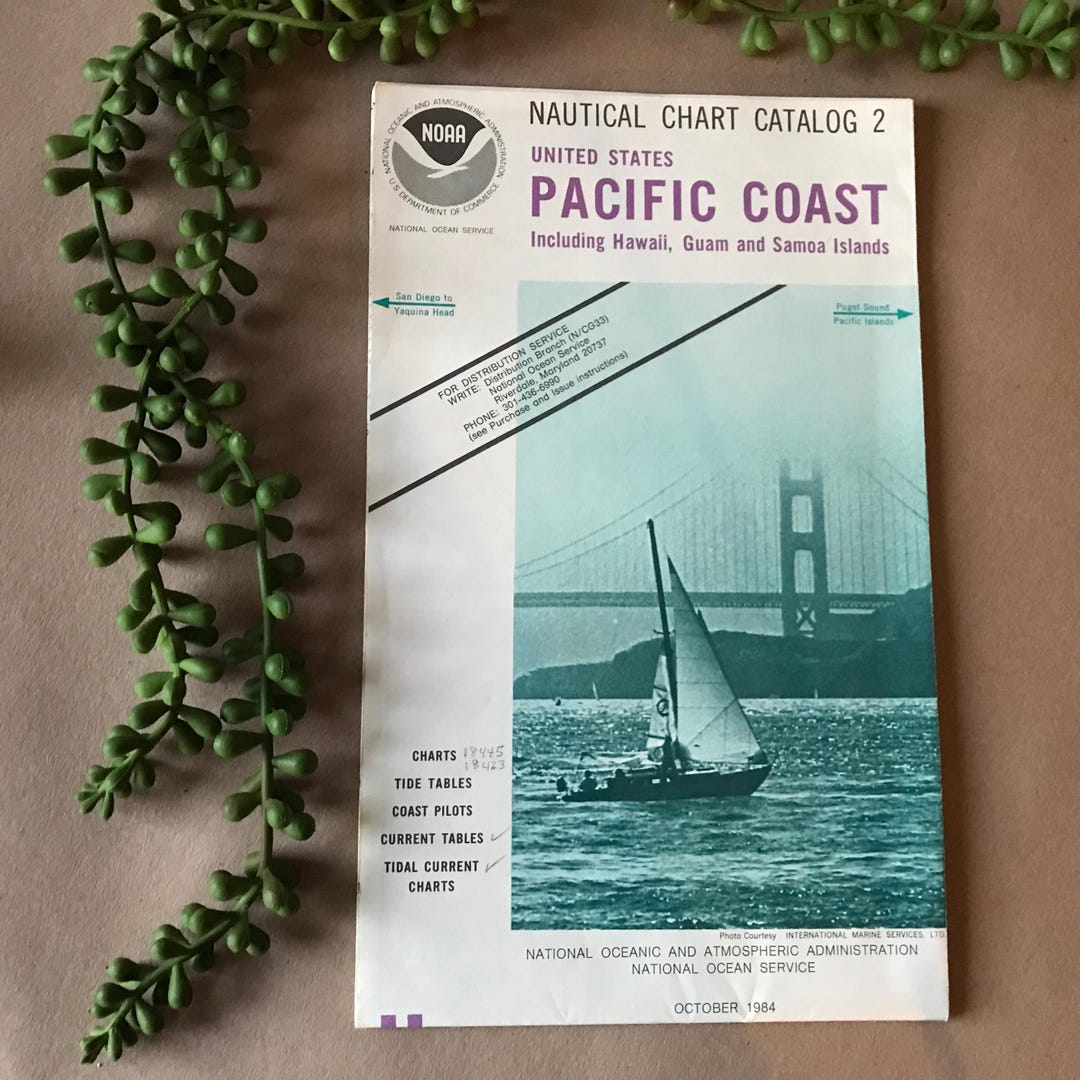 NATIONAL OCEANIC AND ATMOSPHERIC ADMINISTRATION
NOAA
U.S. DEPARTMENT OF COMMERCE
NATIONAL OCEAN SERVICE
NAUTICAL CHART CATALOG 2
UNITED STATES
PACIFIC COAST
Including Hawaii, Guam and Samoa Islands
San Diego to
Yaquina Head
Puget Sound
Pacific Islands
FOR DISTRIBUTION SERVICE
WRITE: Distribution Branch (N/CG33)
National Ocean Service
Riverdale, Maryland 20737
PHONE: 301-436-6990
(see Purchase and Issue instructions)
CHARTS 18445
18423
TIDE TABLES
COAST PILOTS
CURRENT TABLES ✓
TIDAL CURRENT ✓
CHARTS
Photo Courtesy INTERNATIONAL MARINE SERVICES, LTD
NATIONAL OCEANIC AND ATMOSPHERIC ADMINISTRATION
NATIONAL OCEAN SERVICE
OCTOBER 1984